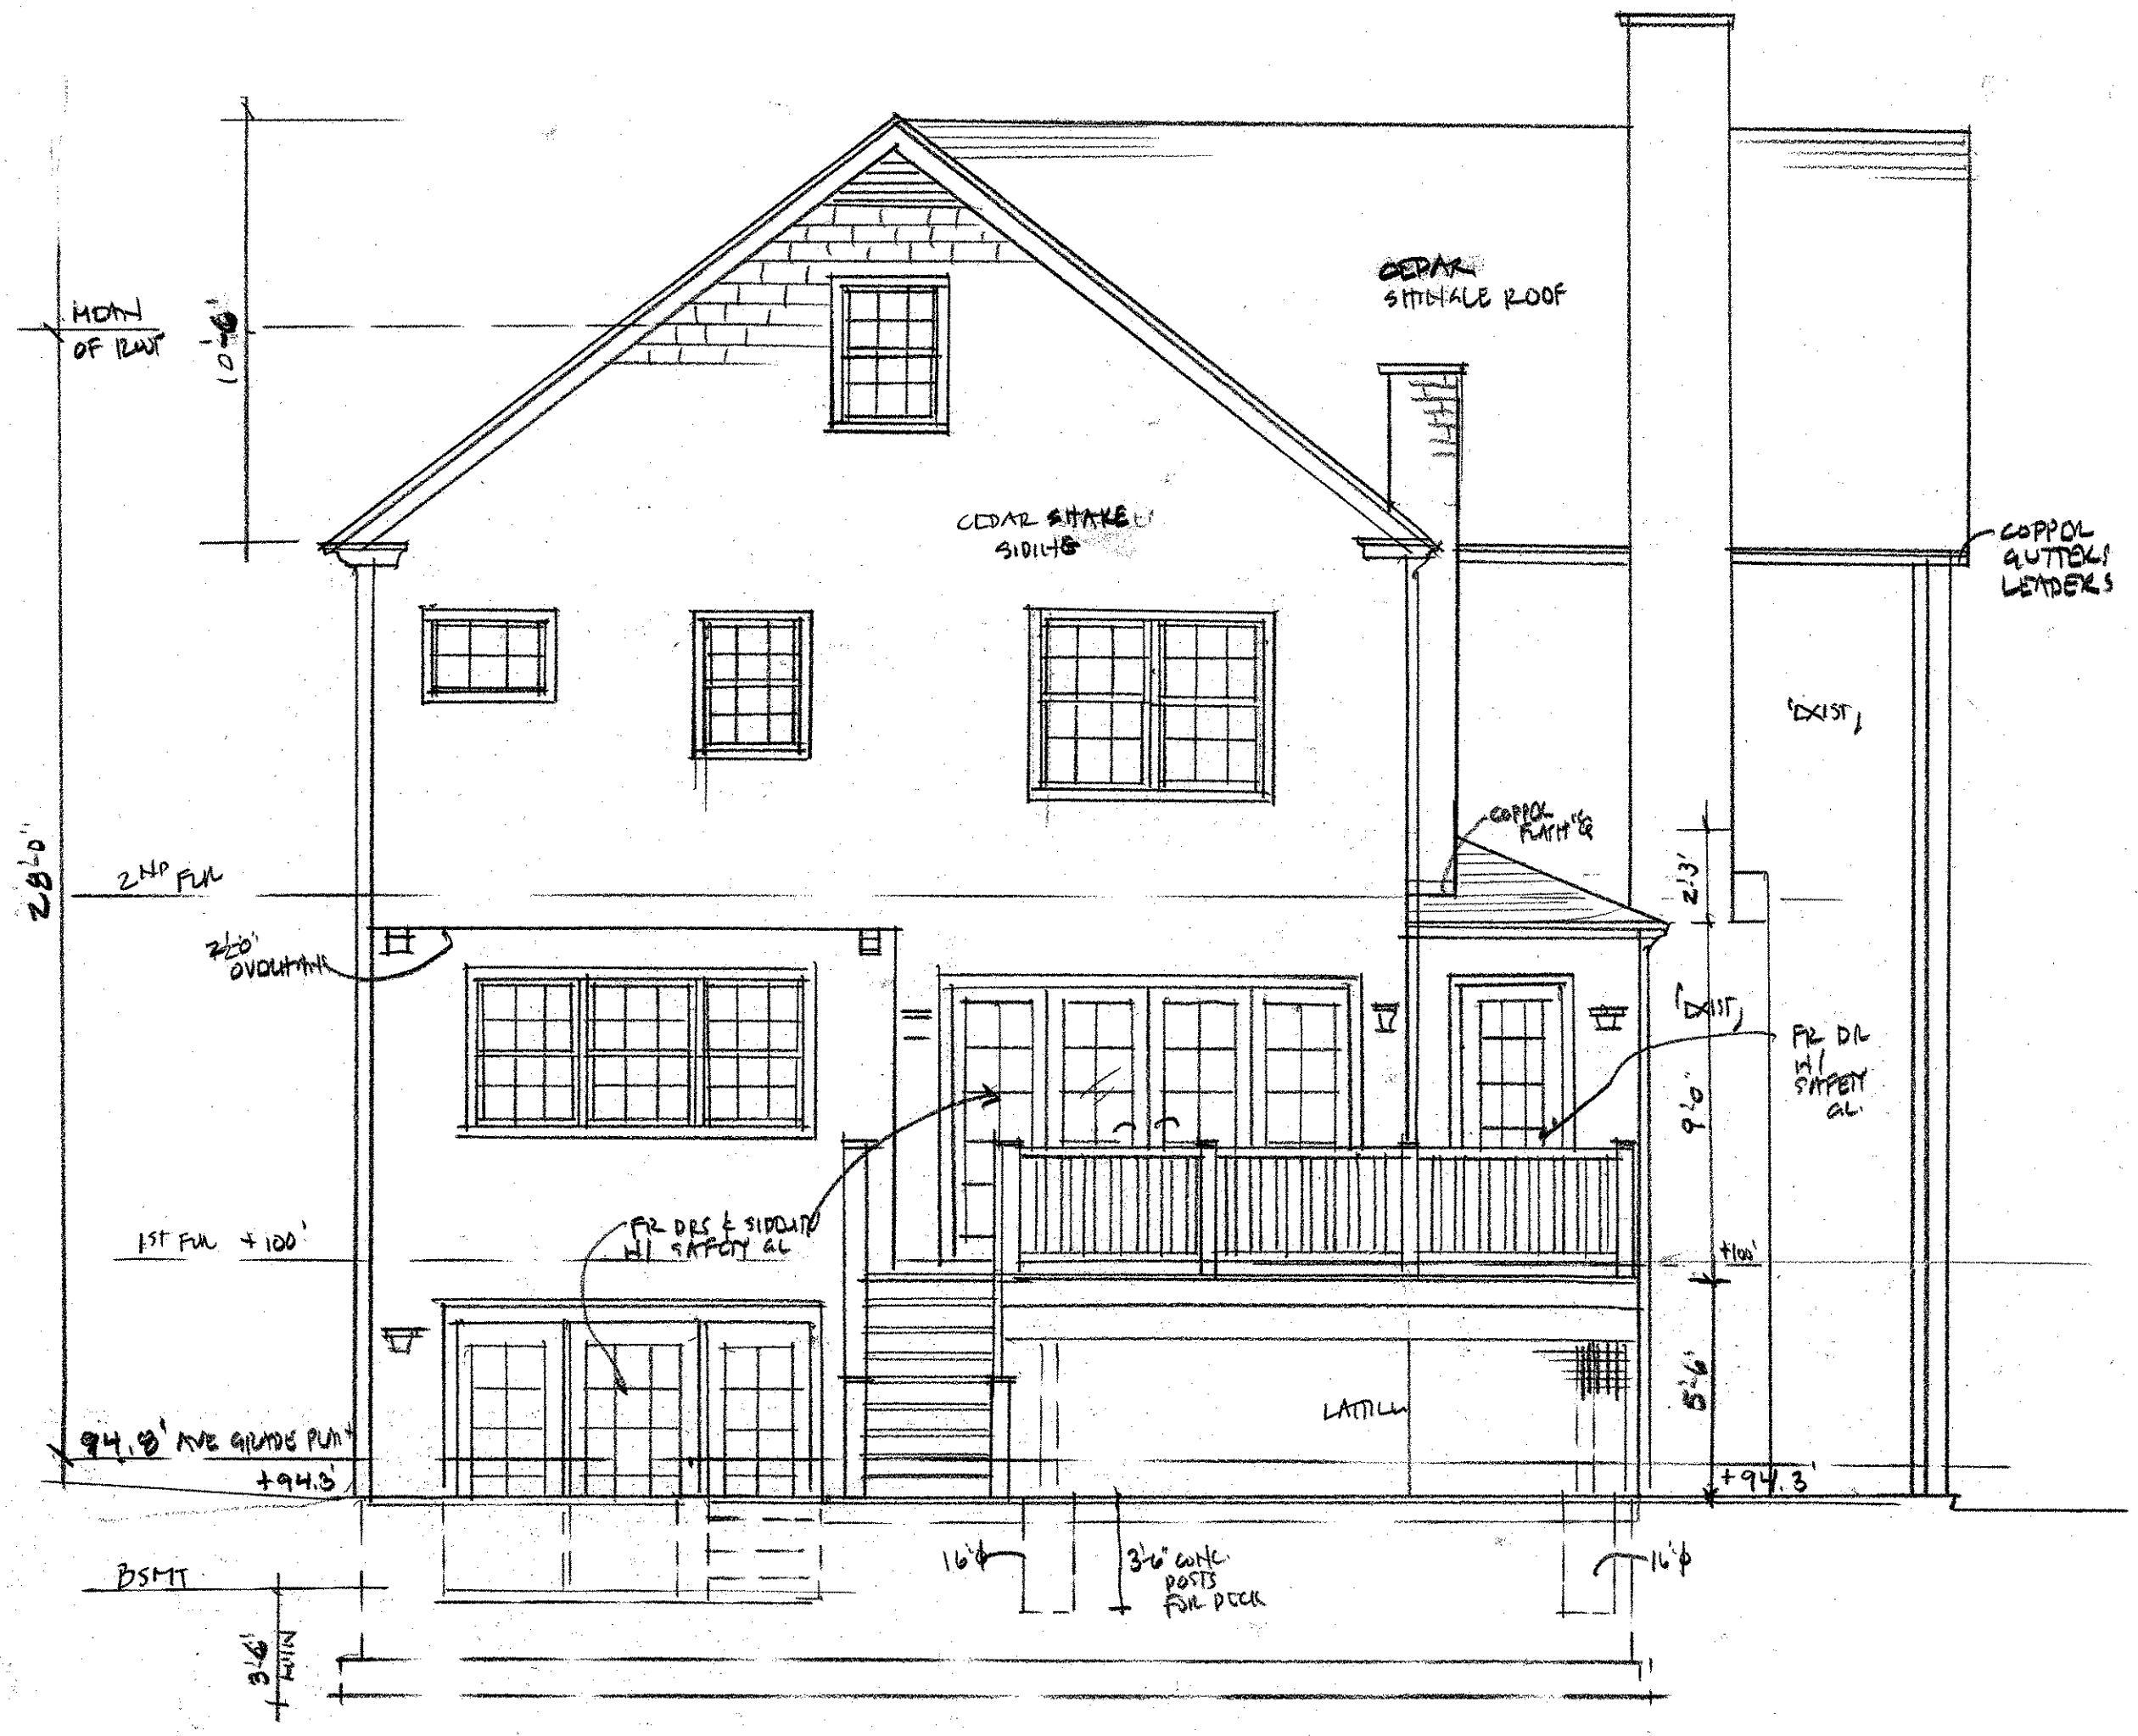 MEAN
OF ROOF
10'-6"
CEDAR
SHINGLE ROOF
CEDAR SHAKE
SIDING
COPPER
GUTTERS
LEADERS
EXIST,
28'-0"
2ND FLR
COPPER
FLASH'G
2'-3"
2'-0"
OVERHANG
EXIST,
FR DR
W/
SAFETY
GL.
9'-0"
1ST FLR +100'
FR DRS & SIDELITE
W/ SAFETY GL
+100'
5'-6"
LATTICE
94.8' AVE GRADE PLAN
+94.3'
+94.3'
BSMT
16"ø
3'-6" CONC.
POSTS
FOR DECK
16"ø
3'-6"
MIN